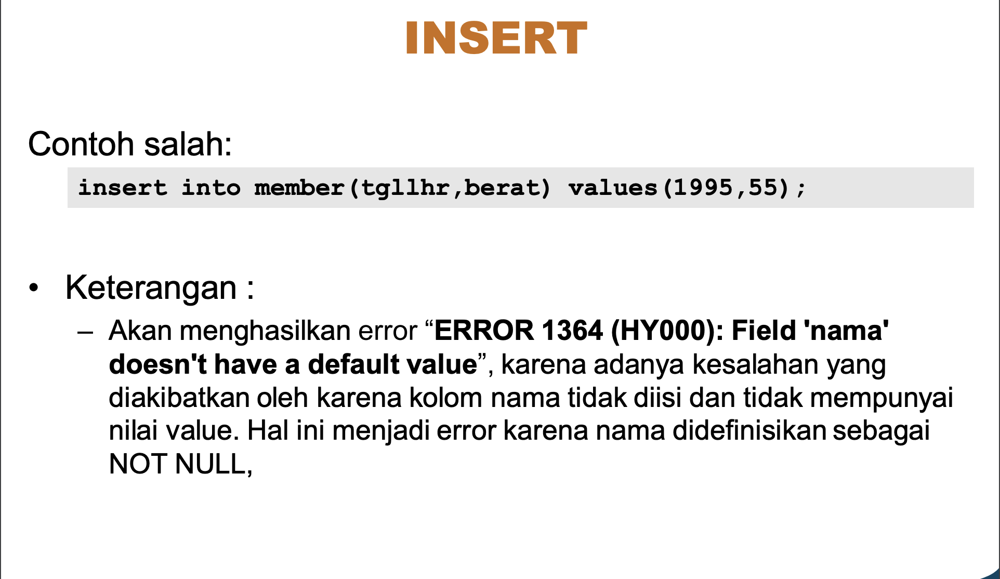 INSERT
Contoh salah:
insert into member(tgllhr,berat) values(1995,55);
• Keterangan :
– Akan menghasilkan error “ERROR 1364 (HY000): Field 'nama'
doesn't have a default value”, karena adanya kesalahan yang
diakibatkan oleh karena kolom nama tidak diisi dan tidak mempunyai
nilai value. Hal ini menjadi error karena nama didefinisikan sebagai
NOT NULL,